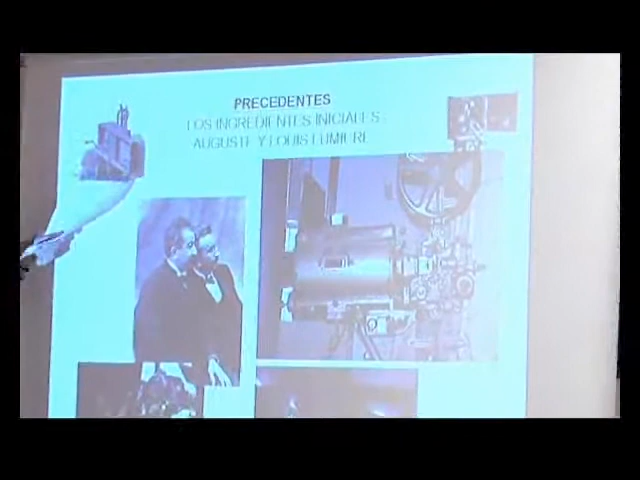 PRECEDENTES
LOS INGREDIENTES INICIALES:
AUGUSTE Y LOUIS LUMIERE